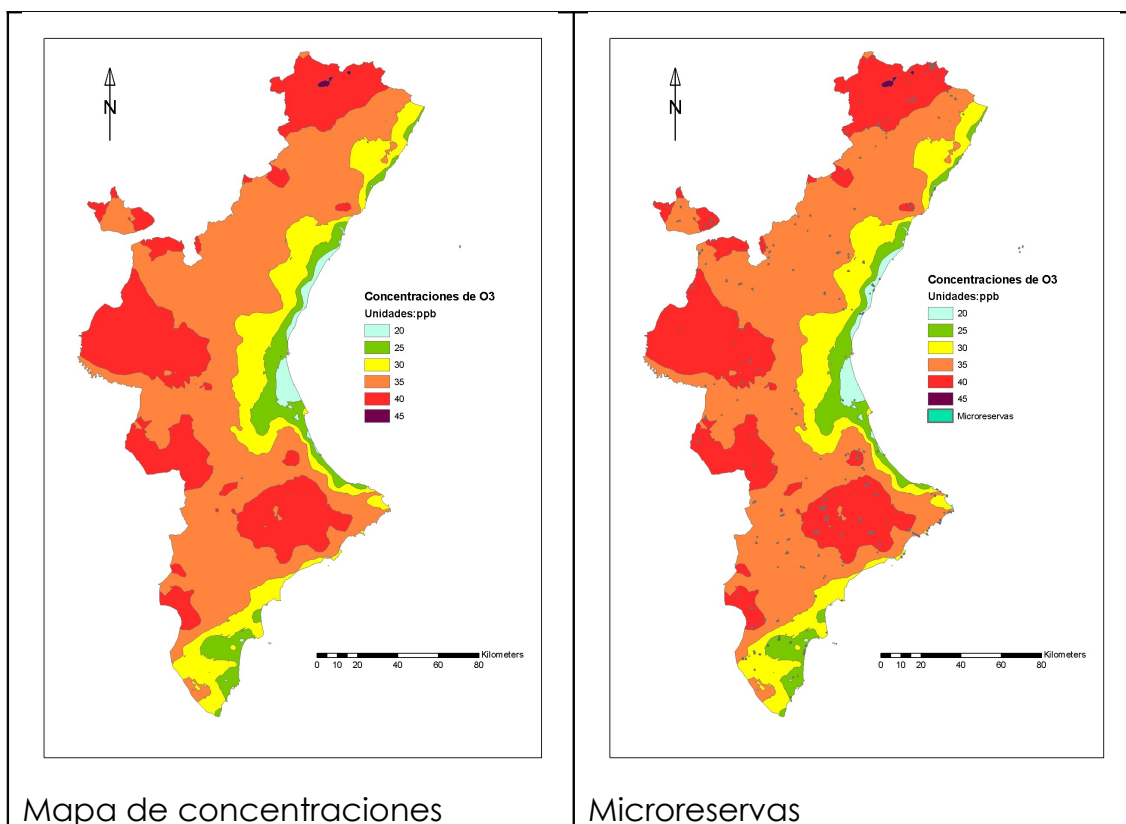 N
Concentraciones de O3
Unidades:ppb
20
25
30
35
40
45
Kilometers
0 5 10 20 40 60 80
Mapa de concentraciones
N
Concentraciones de O3
Unidades:ppb
20
25
30
35
40
45
Microreservas
Kilometers
0 5 10 20 40 60 80
Microreservas